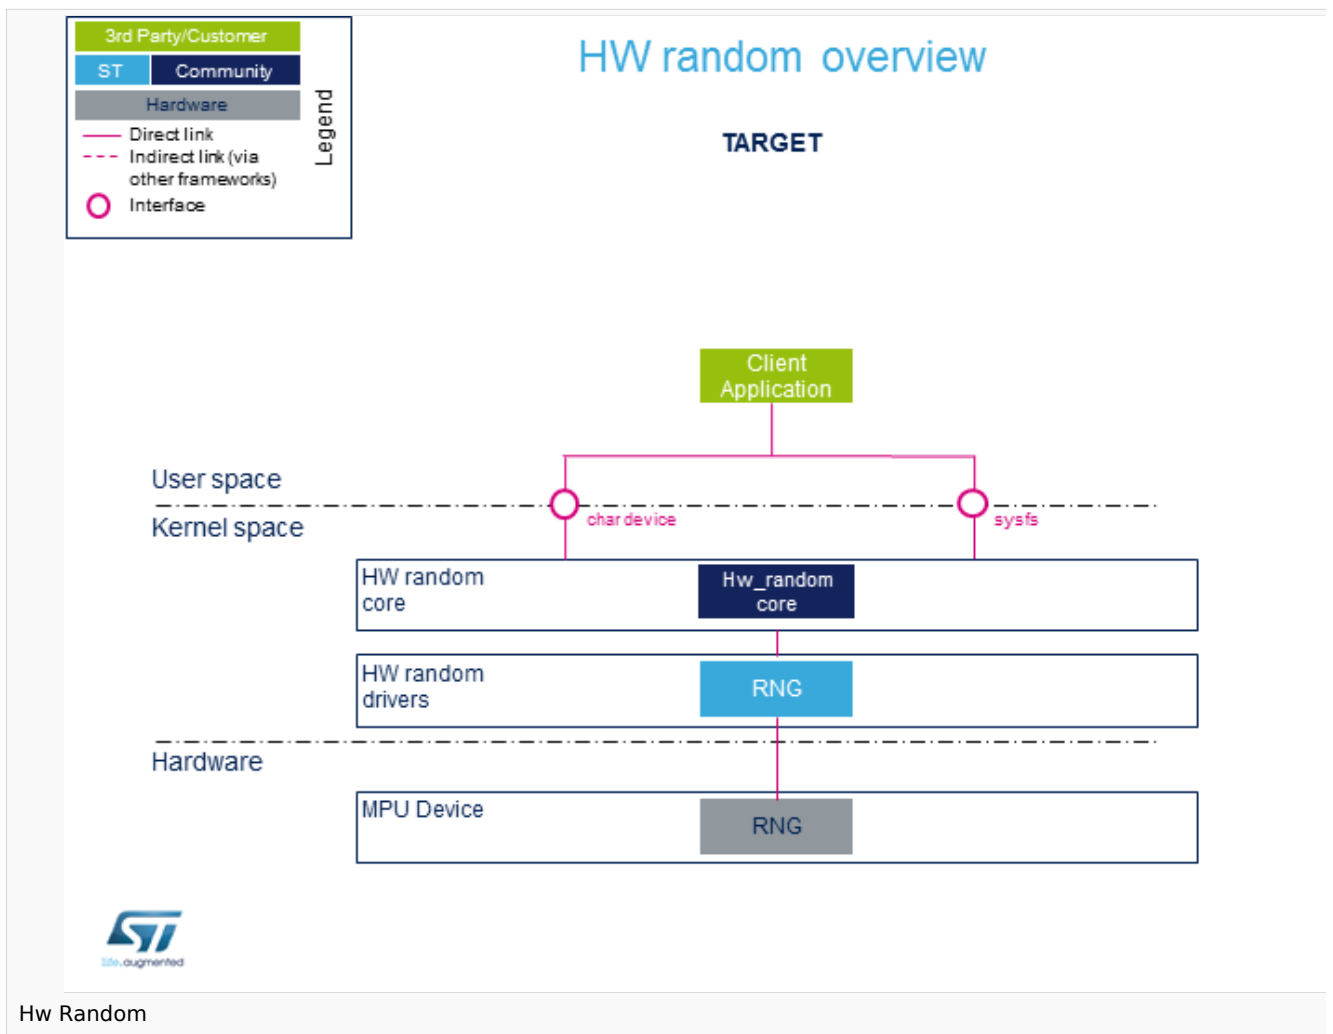 3rd Party/Customer
ST
Community
Hardware
Direct link
Indirect link (via
other frameworks)
Interface
Legend
HW random overview
TARGET
Client
Application
User space
Kernel space
char device
sysfs
HW random
core
Hw_random
core
HW random
drivers
RNG
Hardware
MPU Device
RNG
ST
life.augmented
Hw Random